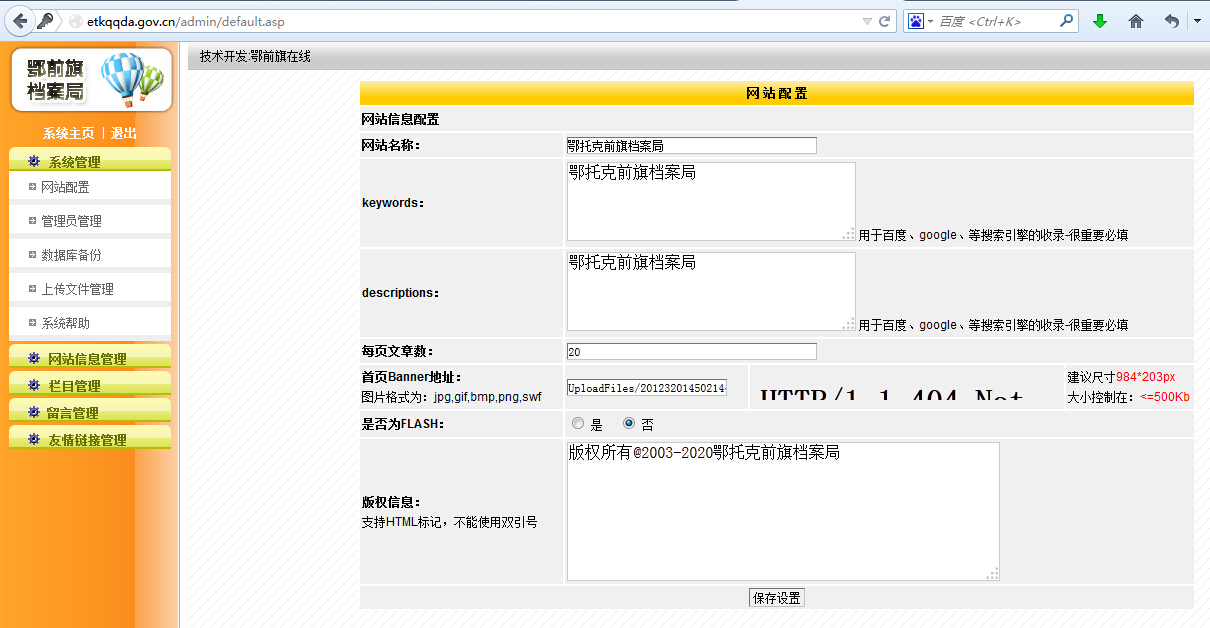 etkqqda.gov.cn/admin/default.asp
百度 <Ctrl+K>
鄂前旗
档案局
技术开发:鄂前旗在线
系统主页 | 退出
系统管理
网站配置
管理员管理
数据库备份
上传文件管理
系统帮助
网站信息管理
栏目管理
留言管理
友情链接管理
网站配置
网站信息配置
网站名称：
鄂托克前旗档案局
keywords：
鄂托克前旗档案局
用于百度、google、等搜索引擎的收录-很重要必填
descriptions：
鄂托克前旗档案局
用于百度、google、等搜索引擎的收录-很重要必填
每页文章数：
20
首页Banner地址：
图片格式为：jpg,gif,bmp,png,swf
UploadFiles/20123201450214
HTTP/1.1 404 Not
建议尺寸984*203px
大小控制在：<=500Kb
是否为FLASH：
是 否
版权信息：
支持HTML标记，不能使用双引号
版权所有@2003-2020鄂托克前旗档案局
保存设置